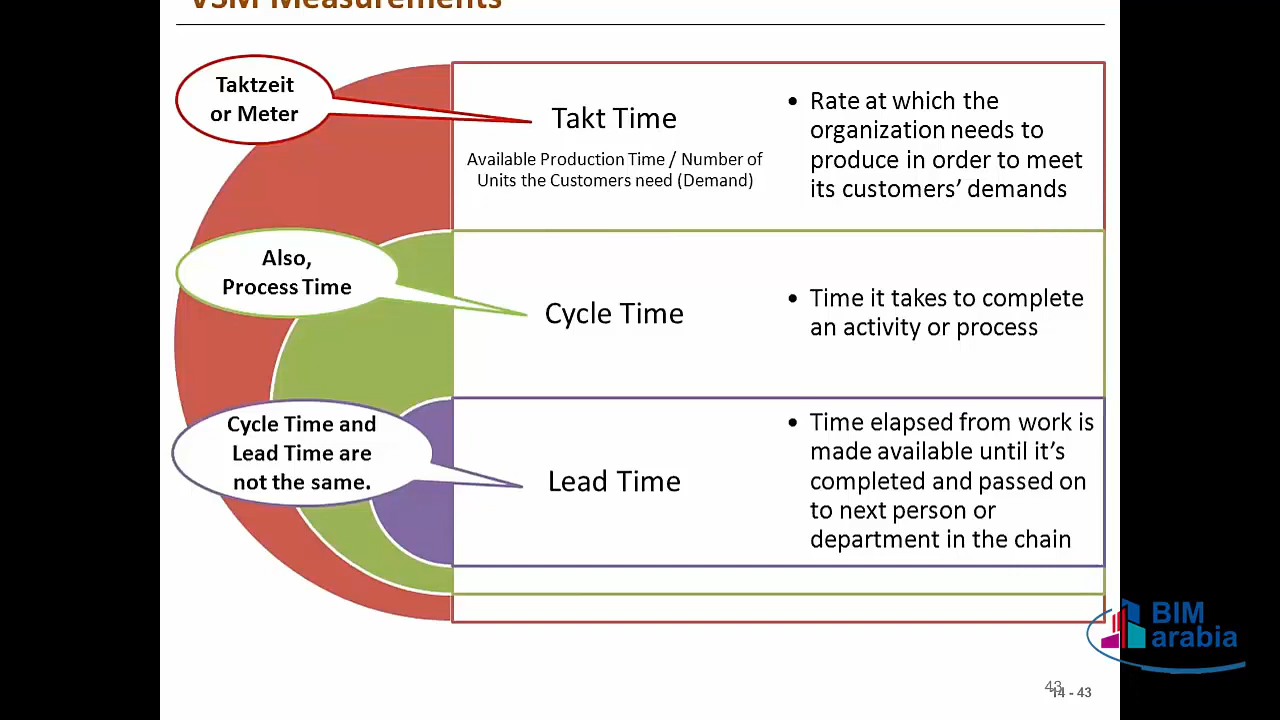 VSM Measurements
Taktzeit
or Meter
Takt Time
Available Production Time / Number of
Units the Customers need (Demand)
• Rate at which the
organization needs to
produce in order to meet
its customers’ demands
Also,
Process Time
Cycle Time
• Time it takes to complete
an activity or process
Cycle Time and
Lead Time are
not the same.
Lead Time
• Time elapsed from work is
made available until it’s
completed and passed on
to next person or
department in the chain
BIM
arabia
43
14 - 43